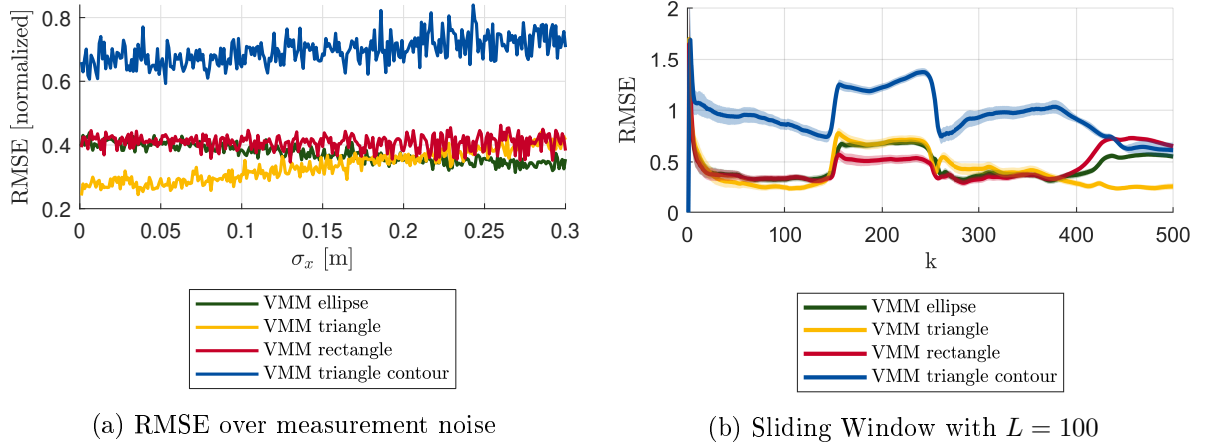 0.8
0.6
0.4
0.2
RMSE [normalized]
0 0.05 0.1 0.15 0.2 0.25 0.3
σx [m]
VMM ellipse
VMM triangle
VMM rectangle
VMM triangle contour
(a) RMSE over measurement noise
2
1.5
1
0.5
0
RMSE
0 100 200 300 400 500
k
VMM ellipse
VMM triangle
VMM rectangle
VMM triangle contour
(b) Sliding Window with L = 100